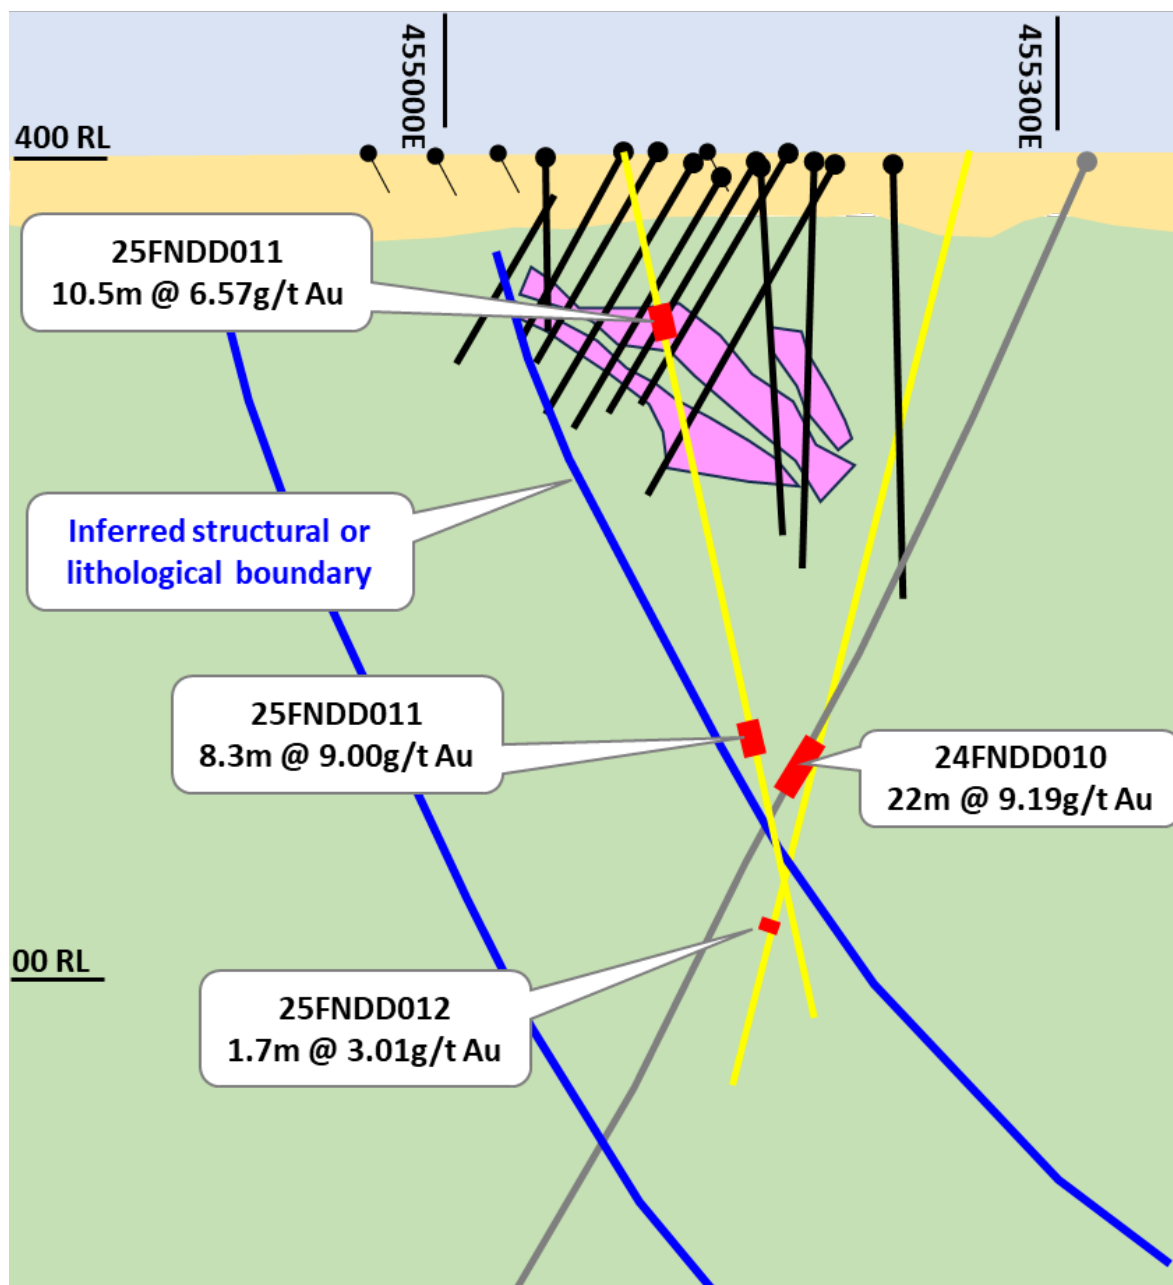 455000E
455300E
400 RL
25FNDD011
10.5m @ 6.57g/t Au
Inferred structural or
lithological boundary
25FNDD011
8.3m @ 9.00g/t Au
24FNDD010
22m @ 9.19g/t Au
00 RL
25FNDD012
1.7m @ 3.01g/t Au